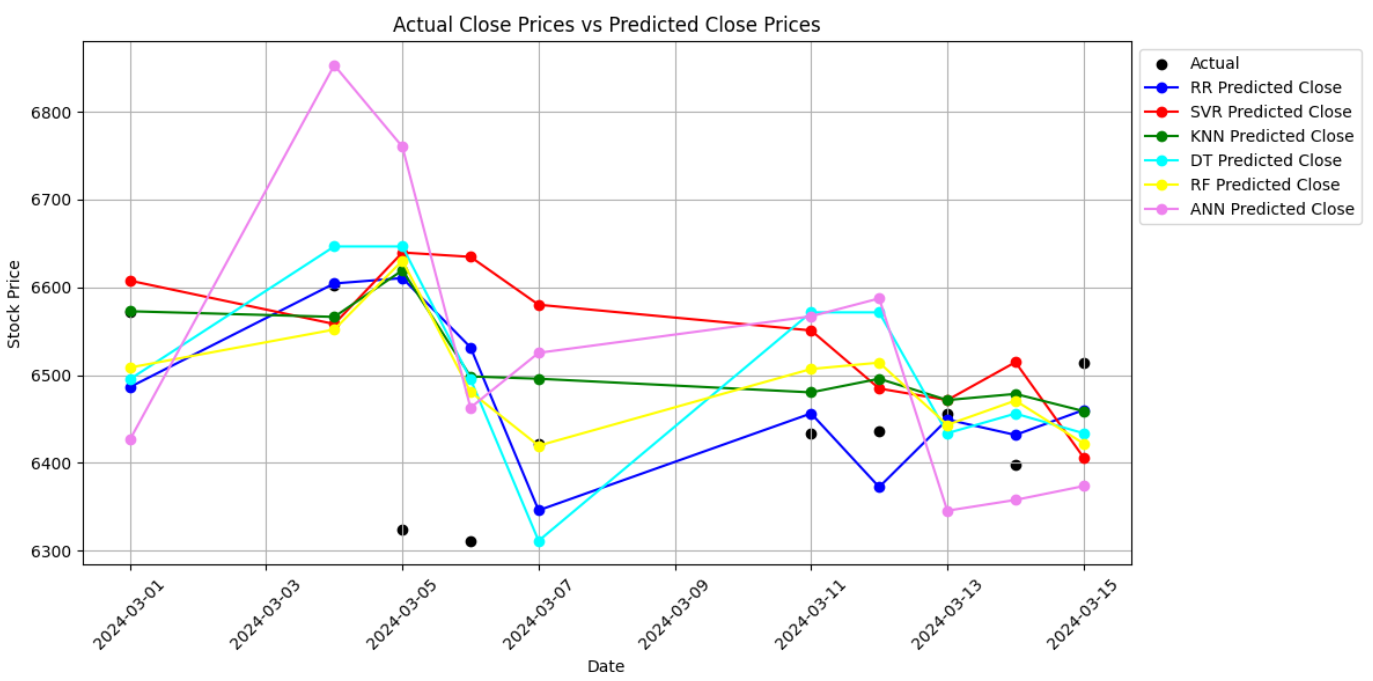 Actual Close Prices vs Predicted Close Prices
Actual
RR Predicted Close
SVR Predicted Close
KNN Predicted Close
DT Predicted Close
RF Predicted Close
ANN Predicted Close
Stock Price
6800
6700
6600
6500
6400
6300
2024-03-01
2024-03-03
2024-03-05
2024-03-07
2024-03-09
2024-03-11
2024-03-13
2024-03-15
Date